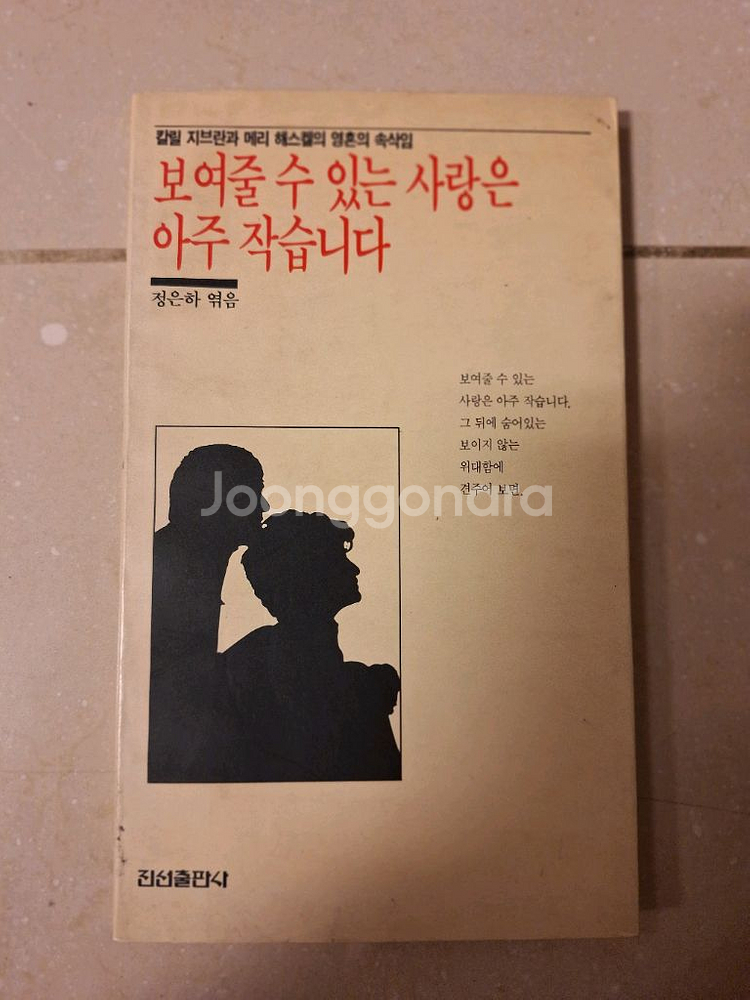 칼릴 지브란과 메리 해스켈의 영혼의 속삭임
보여줄 수 있는 사랑은
아주 작습니다
정은하 엮음
보여줄 수 있는
사랑은 아주 작습니다.
그 뒤에 숨어있는
보이지 않는
위대함에
견주어 보면.
Joonggonara
진선출판사